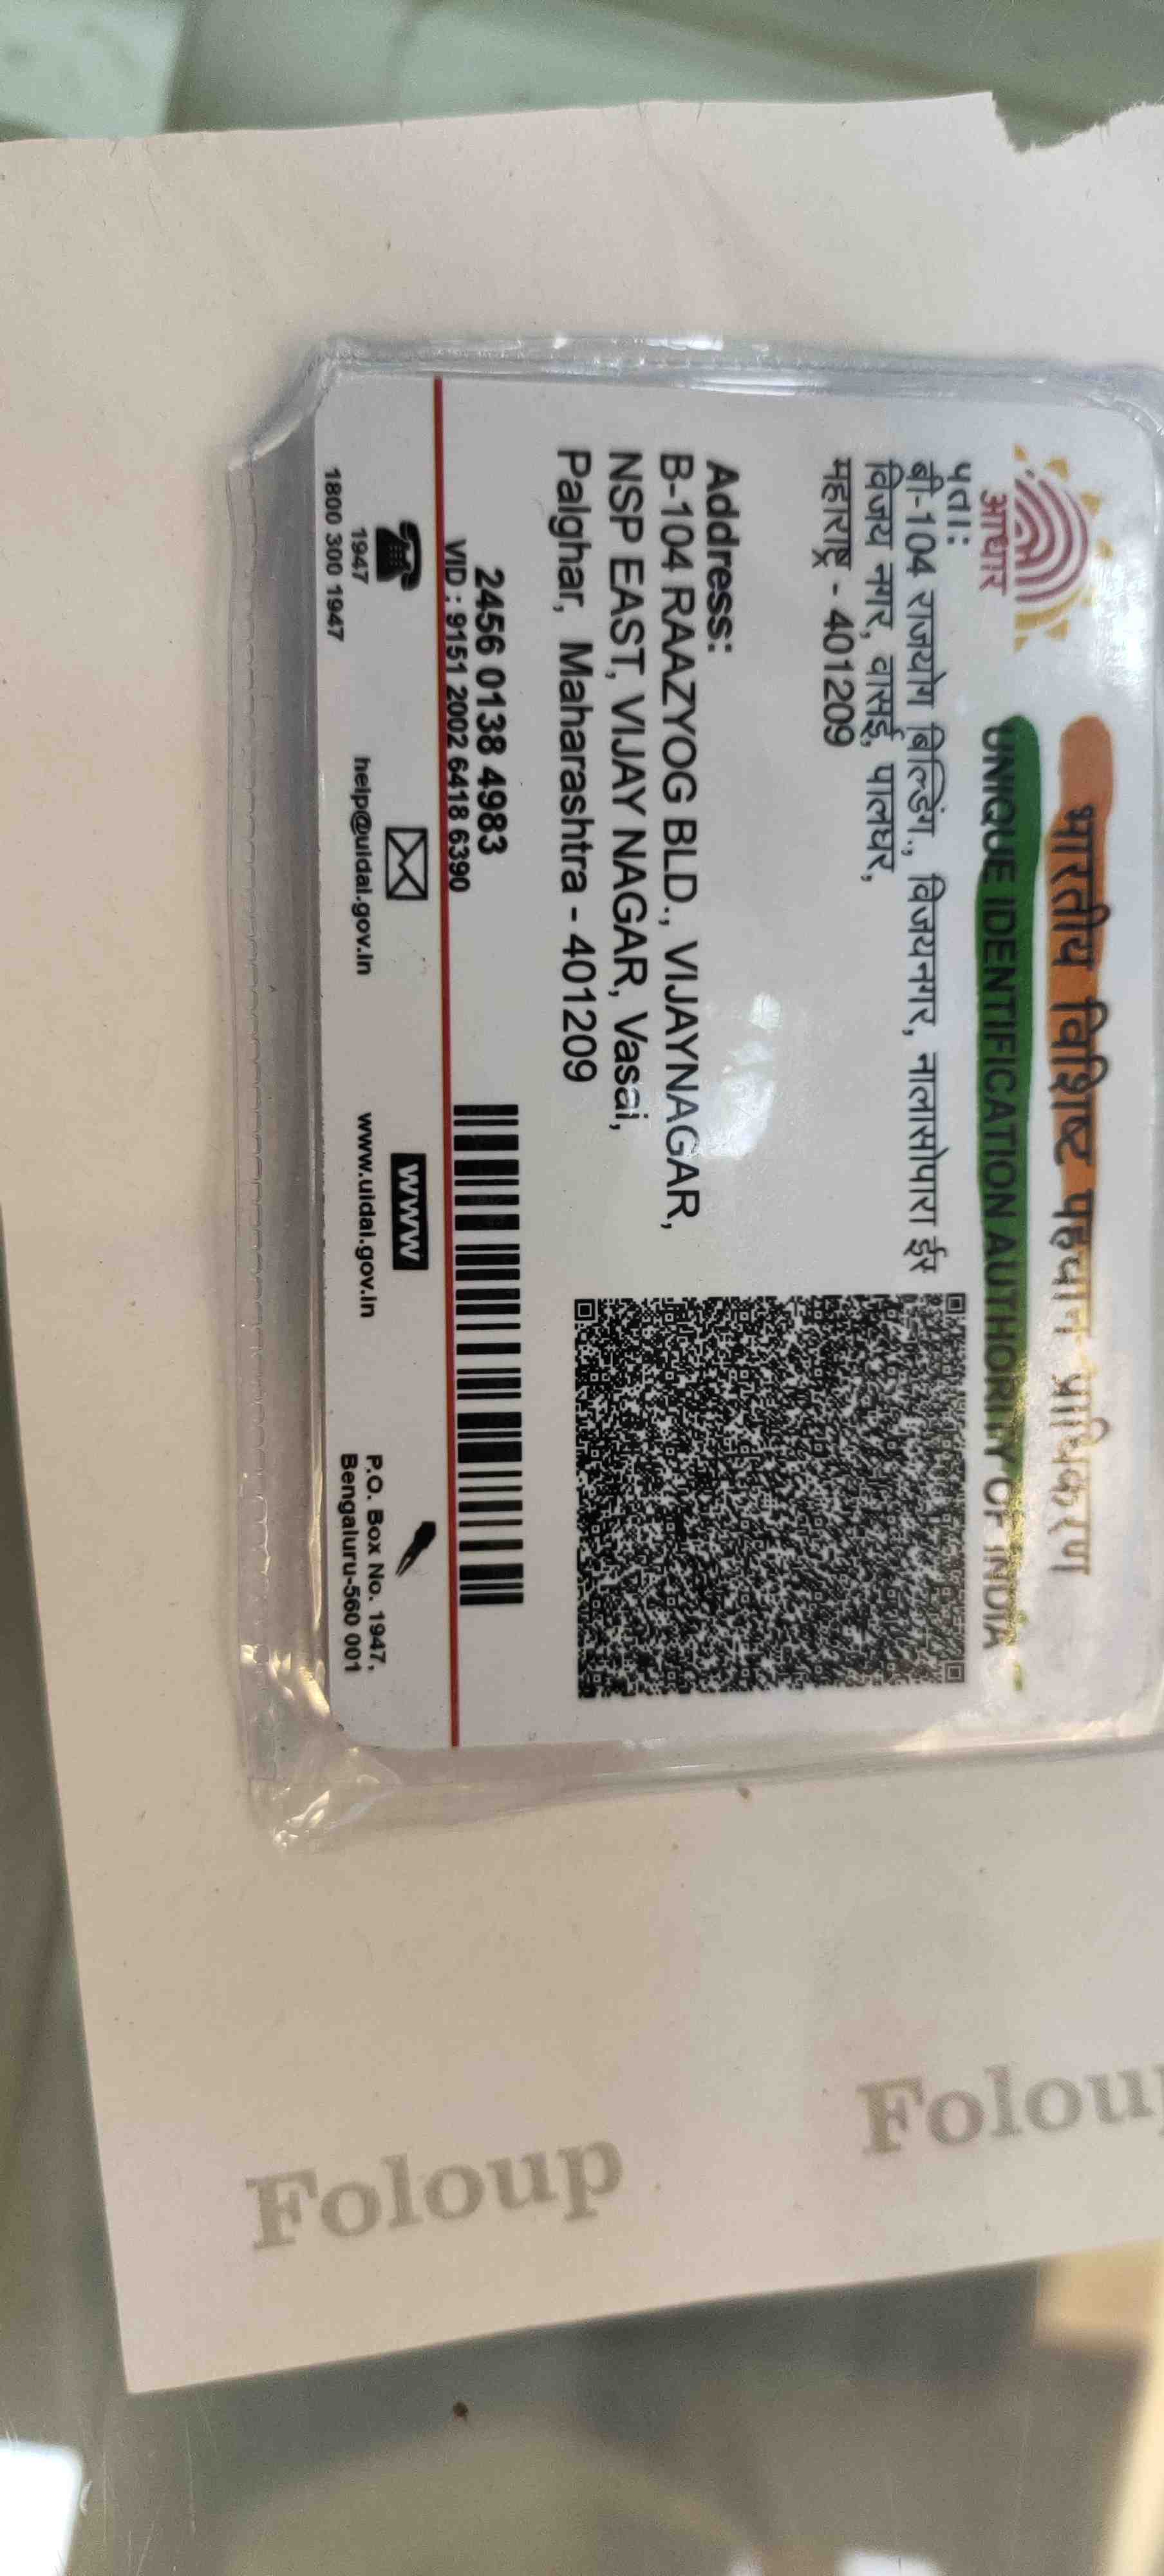 भारतीय विशिष्ट पहचान प्राधिकरण
UNIQUE IDENTIFICATION AUTHORITY OF INDIA
आधार
पता:
बी-104 राजयोग बिल्डिंग., विजयनगर, नालासोपारा ईस
विजय नगर, वासई, पालघर,
महाराष्ट्र - 401209
Address:
B-104 RAAZYOG BLD., VIJAYNAGAR,
NSP EAST, VIJAY NAGAR, Vasai,
Palghar, Maharashtra - 401209
2456 0138 4983
VID : 9151 2002 6418 6390
1947
1800 300 1947
help@uidai.gov.in
WWW
www.uidai.gov.in
P.O. Box No. 1947,
Bengaluru-560 001
Foloup
Foloup